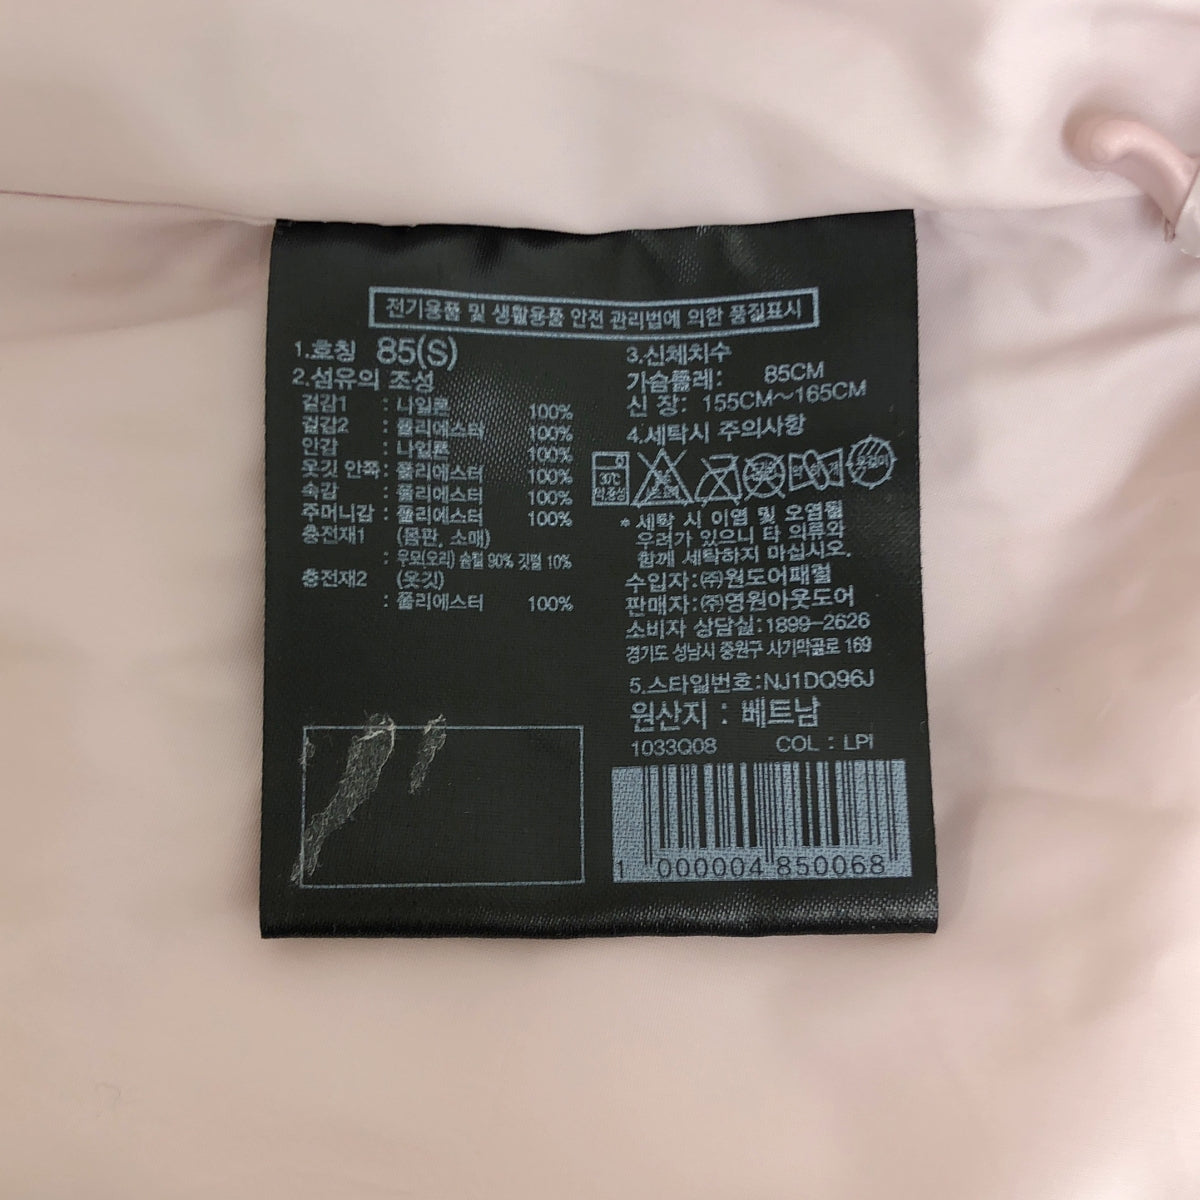 전기용품 및 생활용품 안전 관리법에 의한 품질표시
1.호칭 85(S)
2.섬유의 조성
겉감1 : 나일론 100%
겉감2 : 폴리에스터 100%
안감 : 나일론 100%
옷깃 안쪽 : 폴리에스터 100%
속감 : 폴리에스터 100%
주머니감 : 폴리에스터 100%
충전재1 (몸판, 소매)
: 우모(오리) 솜털 90% 깃털 10%
충전재2 (옷깃)
: 폴리에스터 100%
3.신체치수
가슴둘레: 85CM
신 장: 155CM~165CM
4.세탁시 주의사항
30℃
약중성
* 세탁 시 이염 및 오염될
우려가 있으니 타 의류와
함께 세탁하지 마십시오.
수입자:㈜원도어패럴
판매자:㈜영원아웃도어
소비자 상담실:1899-2626
경기도 성남시 중원구 사기막골로 169
5.스타일번호:NJ1DQ96J
원산지 : 베트남
1033Q08 COL : LPI
1 000004 850068